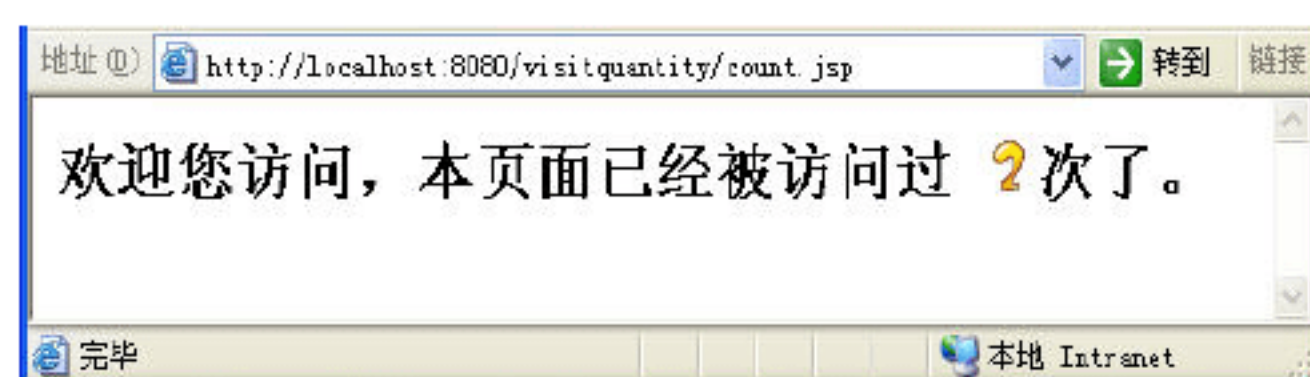 地址(D) http://localhost:8080/visitquantity/count.jsp 转到 链接
欢迎您访问，本页面已经被访问过 2次了。
完毕 本地 Intranet